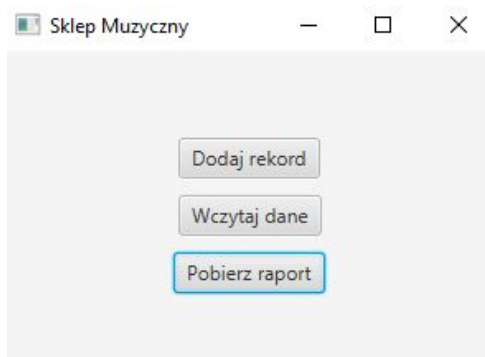 Sklep Muzyczny
Dodaj rekord
Wczytaj dane
Pobierz raport